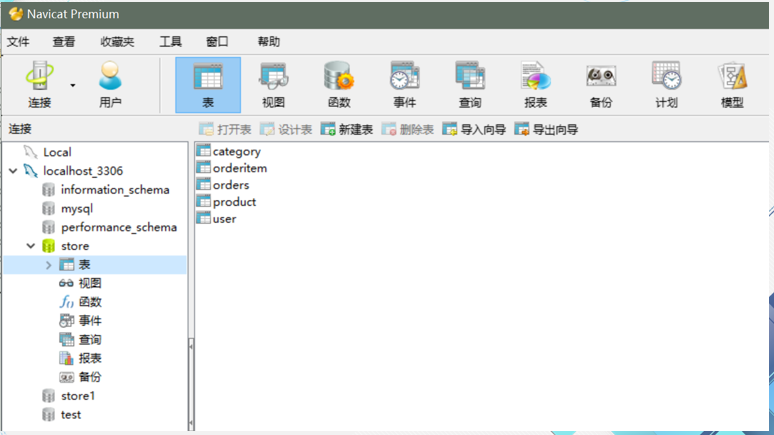 Navicat Premium
文件 查看 收藏夹 工具 窗口 帮助
连接 用户 表 视图 函数 事件 查询 报表 备份 计划 模型
连接 打开表 设计表 新建表 删除表 导入向导 导出向导
Local
localhost_3306
information_schema
mysql
performance_schema
store
表
视图
函数
事件
查询
报表
备份
store1
test
category
orderitem
orders
product
user